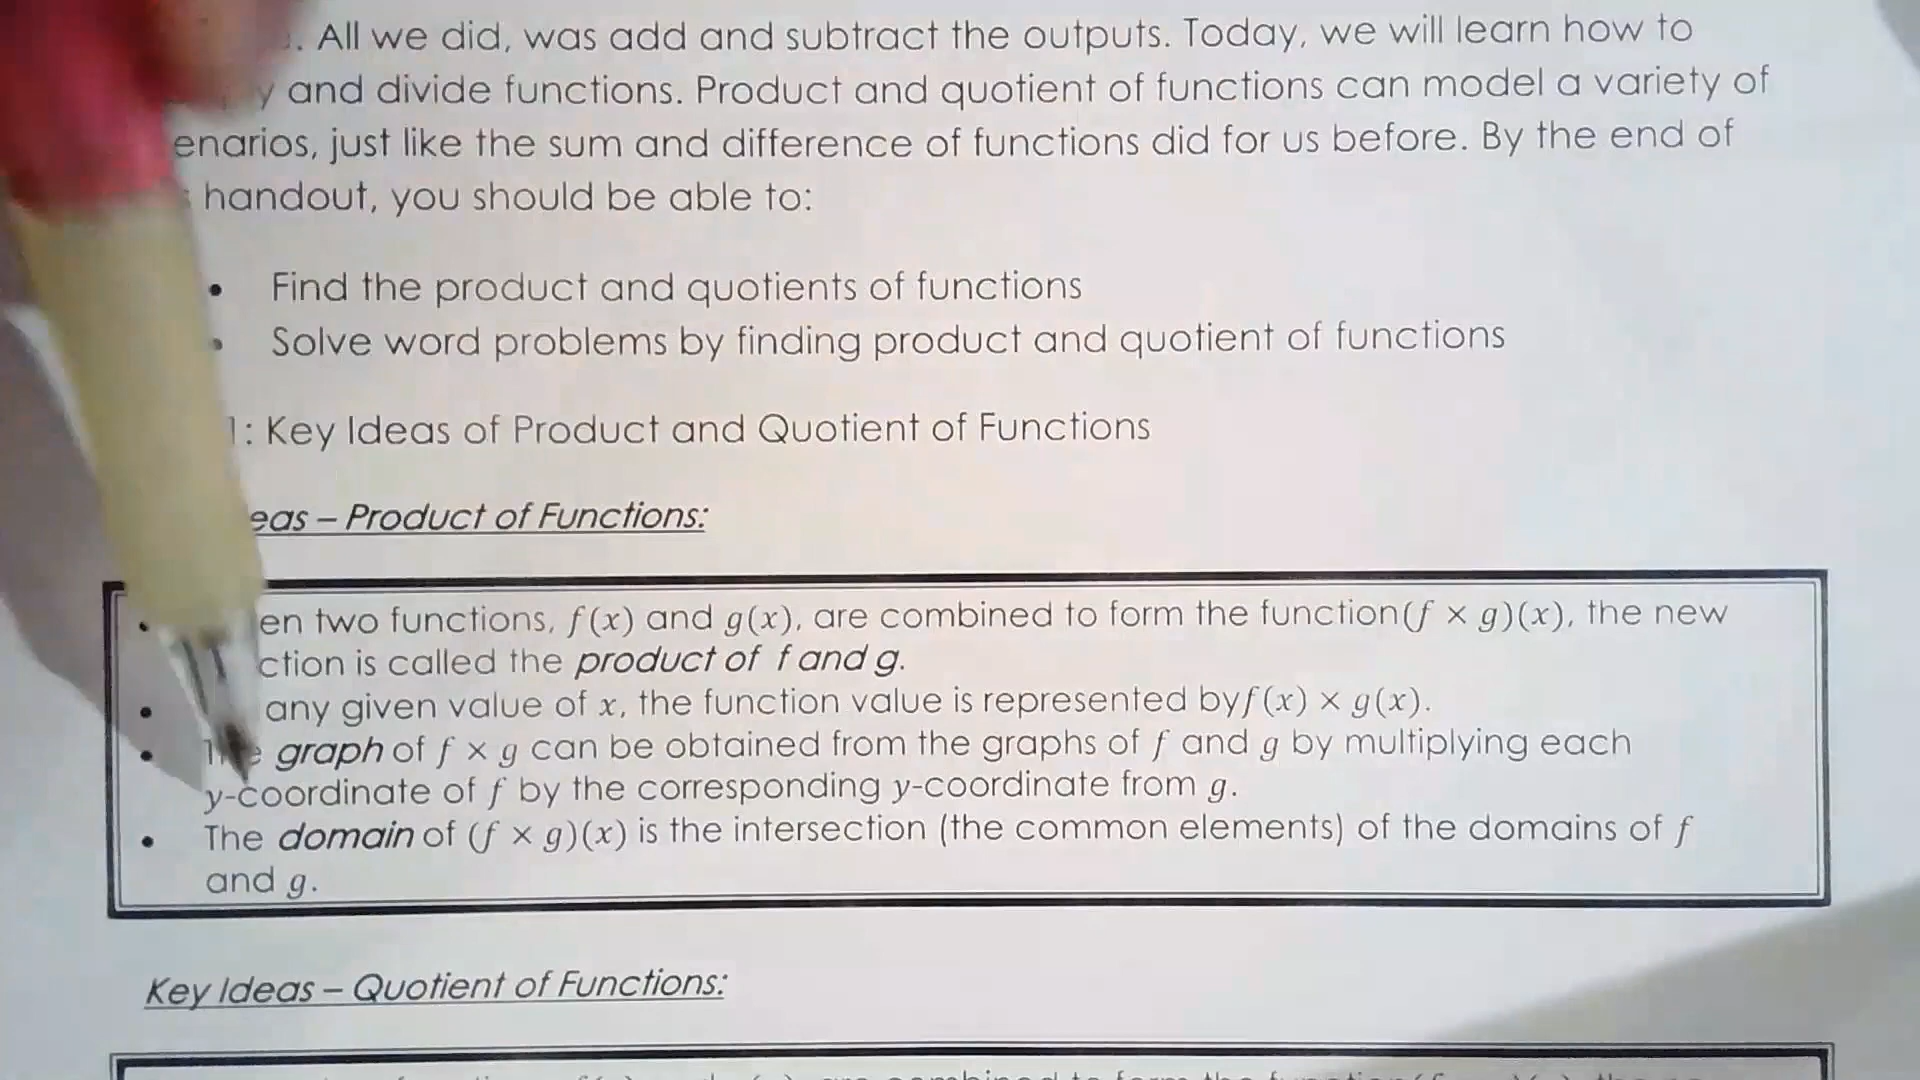 . All we did, was add and subtract the outputs. Today, we will learn how to
y and divide functions. Product and quotient of functions can model a variety of
enarios, just like the sum and difference of functions did for us before. By the end of
handout, you should be able to:
• Find the product and quotients of functions
• Solve word problems by finding product and quotient of functions
1: Key Ideas of Product and Quotient of Functions
eas – Product of Functions:
• en two functions, f(x) and g(x), are combined to form the function(f × g)(x), the new
ction is called the product of f and g.
• any given value of x, the function value is represented byf(x) × g(x).
• The graph of f × g can be obtained from the graphs of f and g by multiplying each
y-coordinate of f by the corresponding y-coordinate from g.
• The domain of (f × g)(x) is the intersection (the common elements) of the domains of f
and g.
Key Ideas – Quotient of Functions: